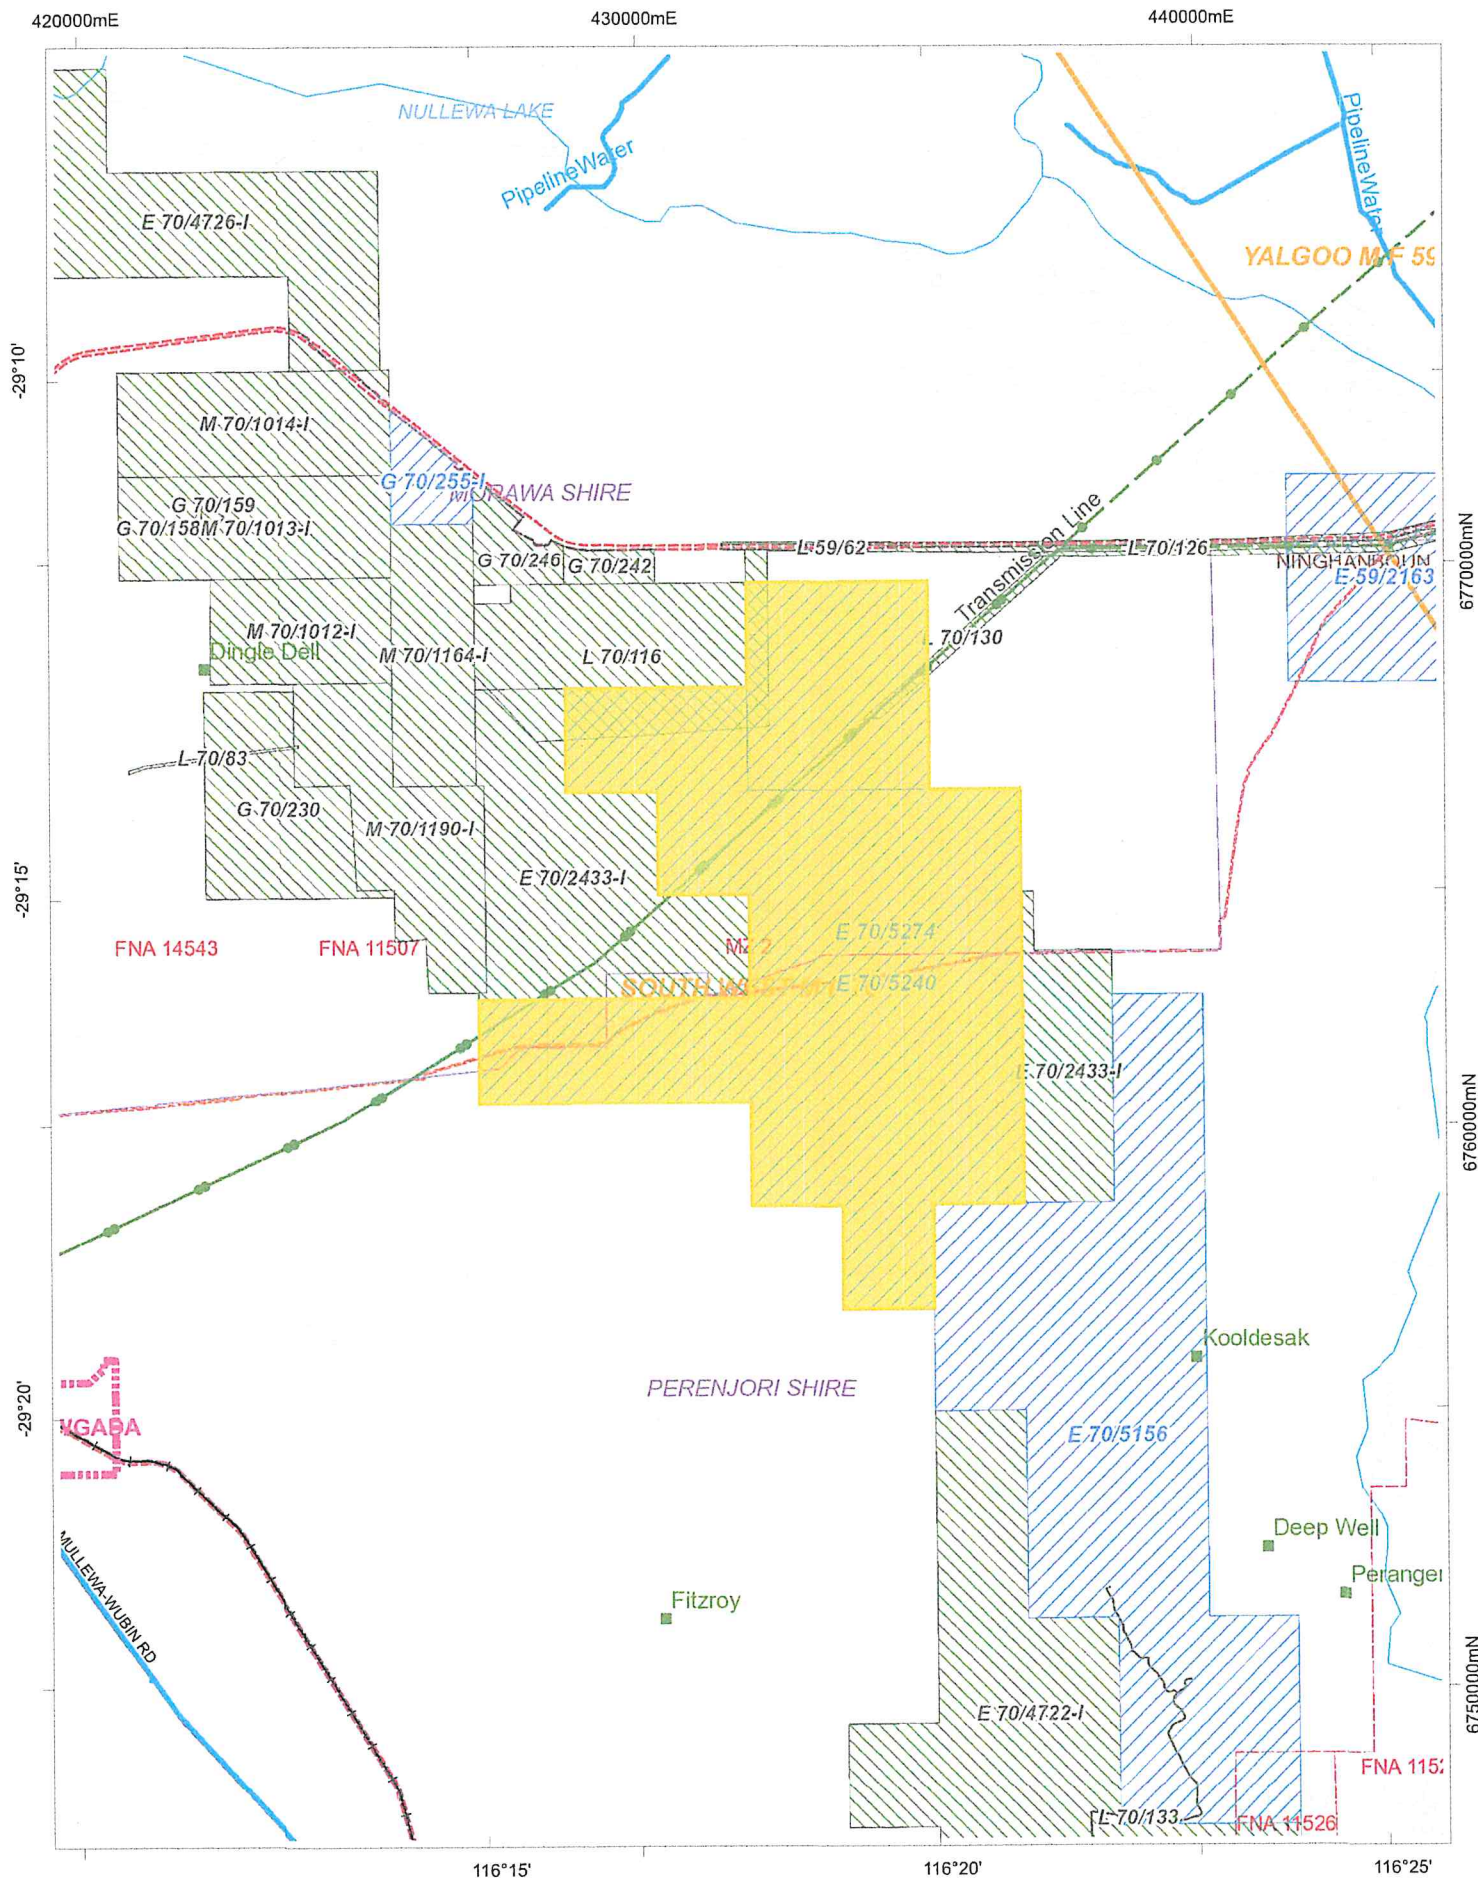 420000mE
430000mE
440000mE
NULLEWA LAKE
PipelineWater
PipelineWater
E 70/4726-I
YALGOO M F 59
-29°10'
M 70/1014-I
G 70/255-I
MORAWA SHIRE
G 70/159
G 70/158M 70/1013-I
Transmission Line
L 59/62
L 70/126
G 70/246
G 70/242
E 59/2163
6770000mN
M 70/1012-I
Dingle Dell
M 70/1164-I
L 70/116
L 70/130
L 70/83
G 70/230
M 70/1190-I
E 70/2433-I
-29°15'
FNA 14543
FNA 11507
E 70/5274
E 70/5240
E 70/2433-I
6760000mN
Kooldesak
PERENJORI SHIRE
-29°20'
E 70/5156
MULLEWA-WUBIN RD
Deep Well
Fitzroy
6750000mN
E 70/4722-I
L 70/133
FNA 11526
116°15'
116°20'
116°25'